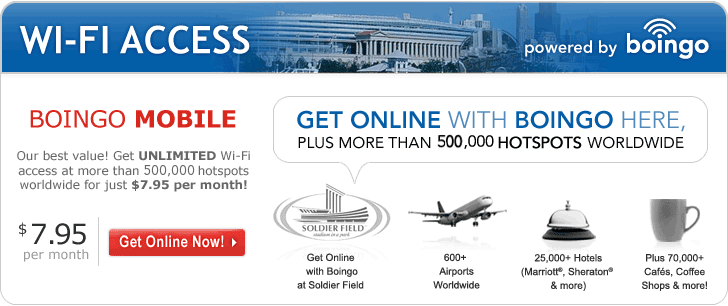 WI-FI ACCESS
powered by boingo
BOINGO MOBILE
Our best value! Get UNLIMITED Wi-Fi
access at more than 500,000 hotspots
worldwide for just $7.95 per month!
$7.95
per month
Get Online Now!
GET ONLINE WITH BOINGO HERE,
PLUS MORE THAN 500,000 HOTSPOTS WORLDWIDE
SOLDIER FIELD
stadium in a park
Get Online
with Boingo
at Soldier Field
600+
Airports
Worldwide
25,000+ Hotels
(Marriott®, Sheraton®
& more)
Plus 70,000+
Cafés, Coffee
Shops & more!